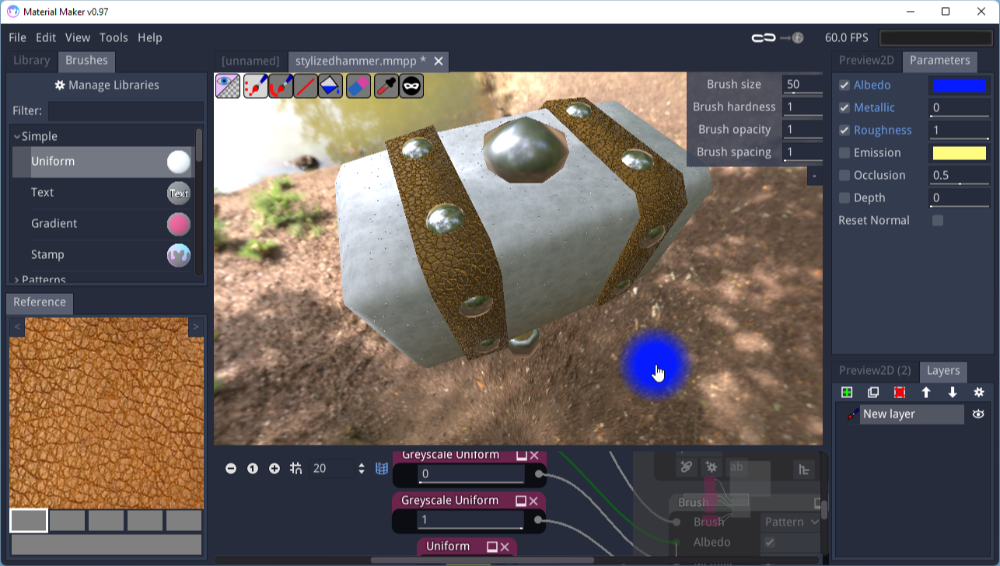 Material Maker v0.97
File Edit View Tools Help
60.0 FPS
Library Brushes
[unnamed] stylizedhammer.mmpp *
Preview2D Parameters
Manage Libraries
Filter:
Simple
Uniform
Text Text
Gradient
Stamp
Patterns
Reference
< >
Brush size 50
Brush hardness 1
Brush opacity 1
Brush spacing 1
-
Albedo
Metallic 0
Roughness 1
Emission
Occlusion 0.5
Depth 0
Reset Normal
Preview2D (2) Layers
New layer
1 20
Greyscale Uniform
0
Greyscale Uniform
1
Uniform
ab
Brush
Brush Pattern
Albedo